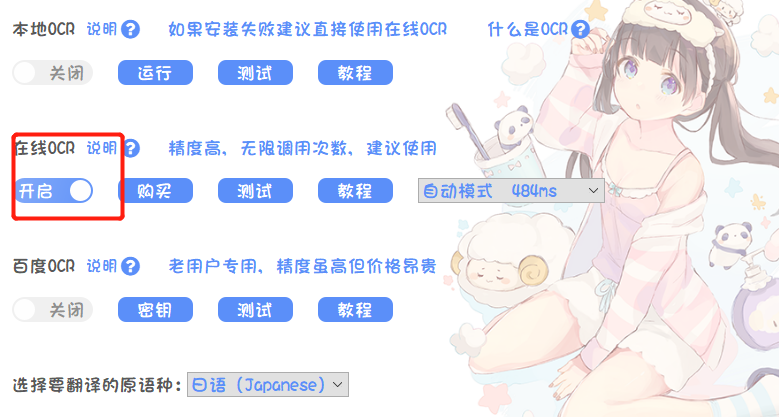 本地OCR 说明 ? 如果安装失败建议直接使用在线OCR 什么是OCR ?
关闭 运行 测试 教程
在线OCR 说明 ? 精度高, 无限调用次数, 建议使用
开启 购买 测试 教程 自动模式 484ms
百度OCR 说明 ? 老用户专用, 精度虽高但价格昂贵
关闭 密钥 测试 教程
选择要翻译的原语种: 日语 (Japanese)